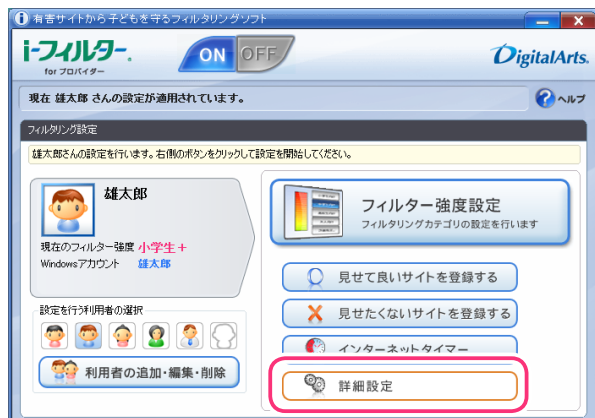 有害サイトから子どもを守るフィルタリングソフト
i-フィルター.
for プロバイダー
ON OFF
DigitalArts.
現在 雄太郎 さんの設定が適用されています。
ヘルプ
フィルタリング設定
雄太郎さんの設定を行います。右側のボタンをクリックして設定を開始してください。
雄太郎
現在のフィルター強度 小学生+
Windowsアカウント 雄太郎
設定を行う利用者の選択
利用者の追加・編集・削除
フィルター強度設定
フィルタリングカテゴリの設定を行います
見せて良いサイトを登録する
見せたくないサイトを登録する
インターネットタイマー
詳細設定